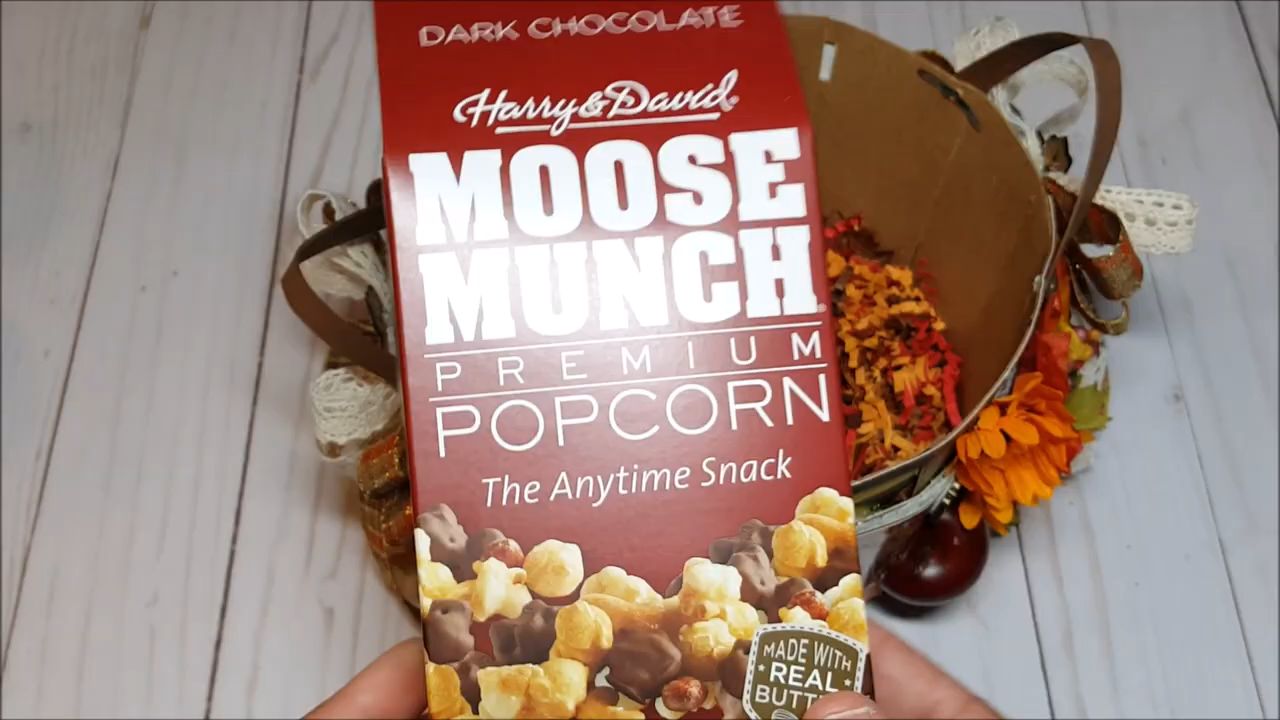 DARK CHOCOLATE
Harry & David®
MOOSE
MUNCH®
PREMIUM
POPCORN
The Anytime Snack
MADE WITH
REAL